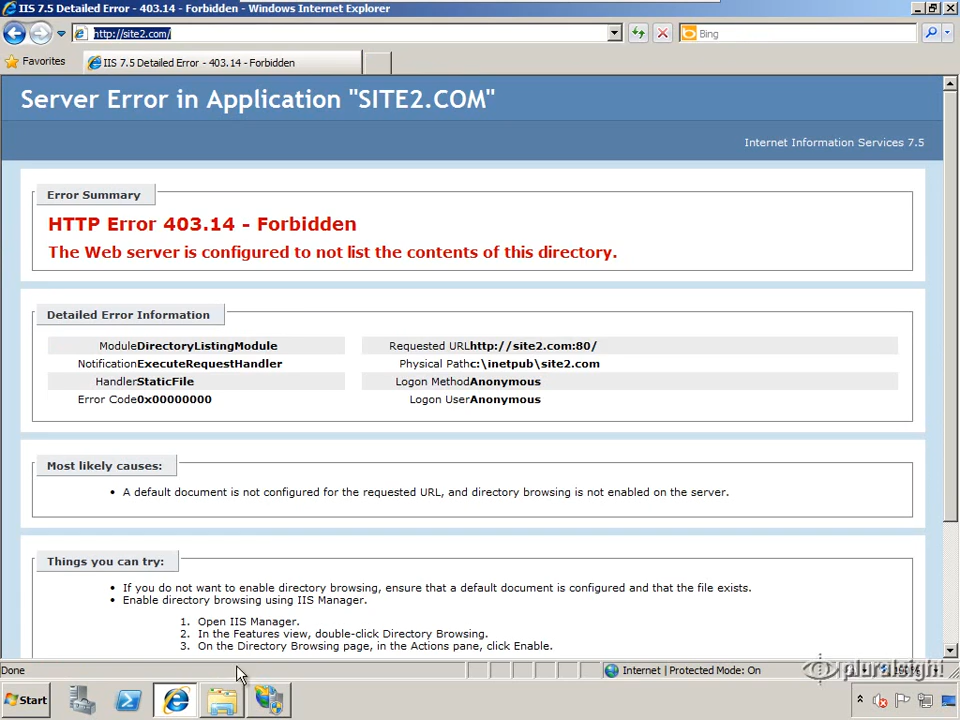 IIS 7.5 Detailed Error - 403.14 - Forbidden - Windows Internet Explorer
http://site2.com/
Bing
Favorites
IIS 7.5 Detailed Error - 403.14 - Forbidden
Server Error in Application "SITE2.COM"
Internet Information Services 7.5
Error Summary
HTTP Error 403.14 - Forbidden
The Web server is configured to not list the contents of this directory.
Detailed Error Information
Module DirectoryListingModule
Notification ExecuteRequestHandler
Handler StaticFile
Error Code 0x00000000
Requested URL http://site2.com:80/
Physical Path c:\inetpub\site2.com
Logon Method Anonymous
Logon User Anonymous
Most likely causes:
• A default document is not configured for the requested URL, and directory browsing is not enabled on the server.
Things you can try:
• If you do not want to enable directory browsing, ensure that a default document is configured and that the file exists.
• Enable directory browsing using IIS Manager.
1. Open IIS Manager.
2. In the Features view, double-click Directory Browsing.
3. On the Directory Browsing page, in the Actions pane, click Enable.
Done
Internet | Protected Mode: On
pluralsight
Start